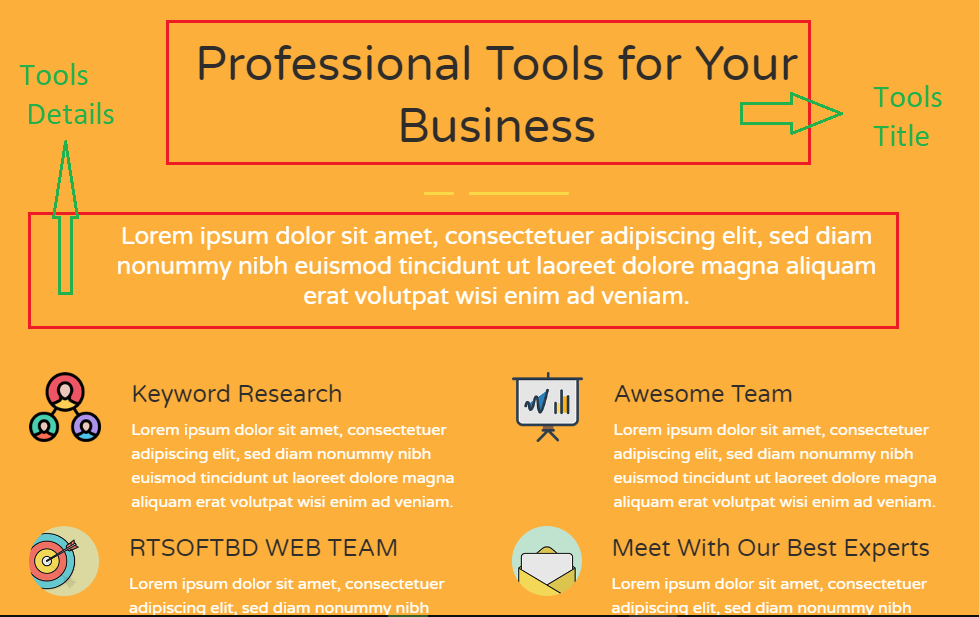 Professional Tools for Your
Business
Tools
Details
Tools
Title
Lorem ipsum dolor sit amet, consectetuer adipiscing elit, sed diam
nonummy nibh euismod tincidunt ut laoreet dolore magna aliquam
erat volutpat wisi enim ad veniam.
Keyword Research
Lorem ipsum dolor sit amet, consectetuer
adipiscing elit, sed diam nonummy nibh
euismod tincidunt ut laoreet dolore magna
aliquam erat volutpat wisi enim ad veniam.
Awesome Team
Lorem ipsum dolor sit amet, consectetuer
adipiscing elit, sed diam nonummy nibh
euismod tincidunt ut laoreet dolore magna
aliquam erat volutpat wisi enim ad veniam.
RTSOFTBD WEB TEAM
Lorem ipsum dolor sit amet, consectetuer
adipiscing elit, sed diam nonummy nibh
Meet With Our Best Experts
Lorem ipsum dolor sit amet, consectetuer
adipiscing elit, sed diam nonummy nibh